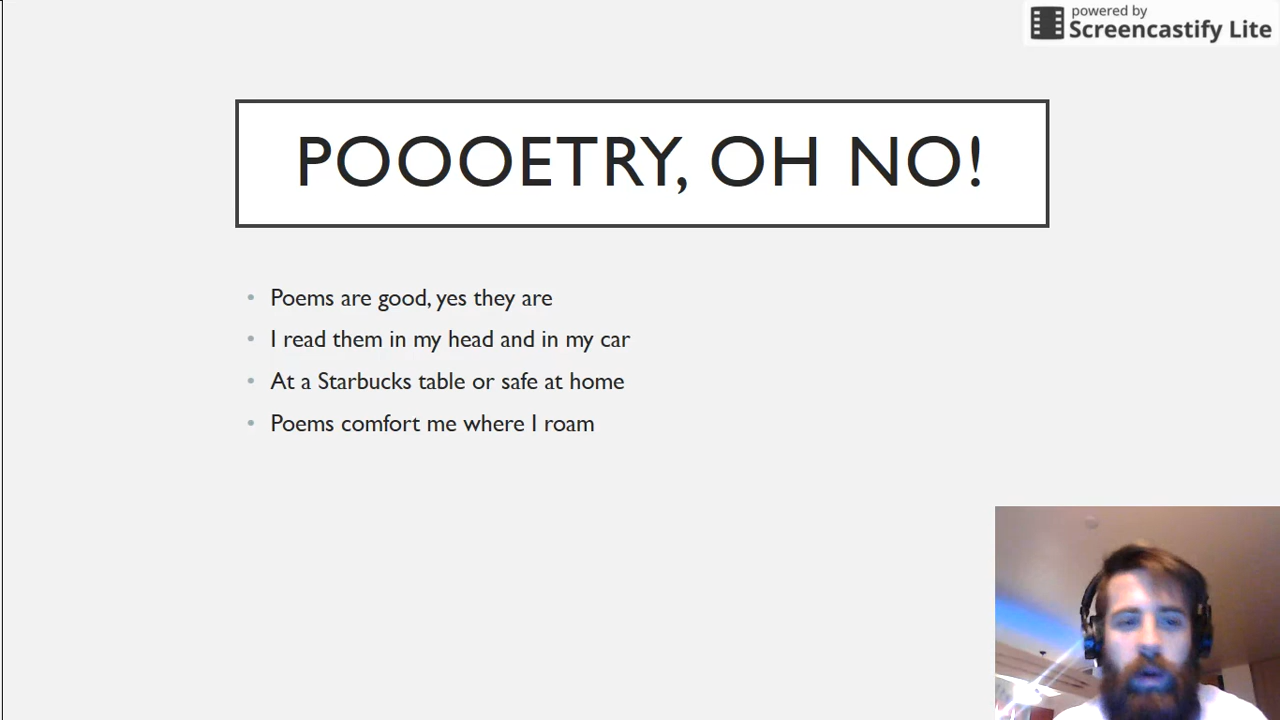 powered by
Screencastify Lite
POOOETRY, OH NO!
• Poems are good, yes they are
• I read them in my head and in my car
• At a Starbucks table or safe at home
• Poems comfort me where I roam